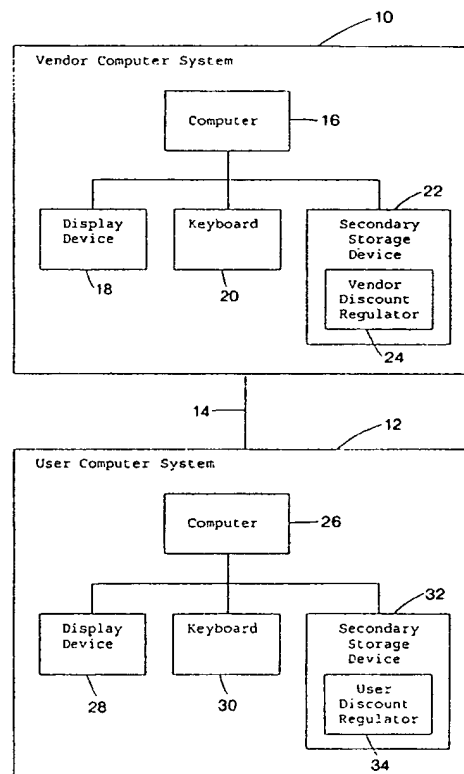 10
Vendor Computer System
Computer
16
Display
Device
18
Keyboard
20
22
Secondary
Storage
Device
Vendor
Discount
Regulator
24
14
12
User Computer System
Computer
26
Display
Device
28
Keyboard
30
32
Secondary
Storage
Device
User
Discount
Regulator
34